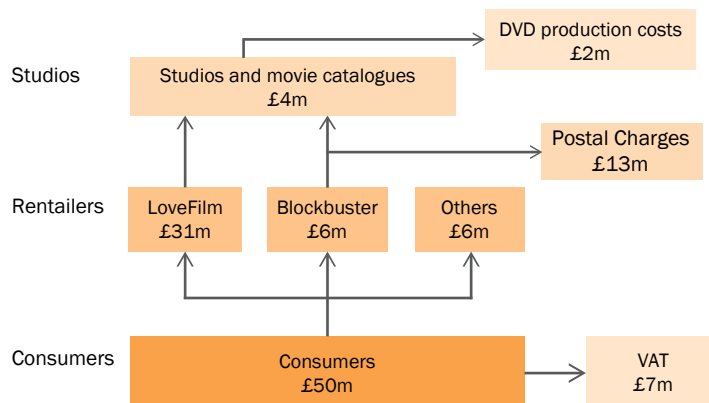 DVD production costs
£2m
Studios
Studios and movie catalogues
£4m
Postal Charges
£13m
Rentailers
LoveFilm
£31m
Blockbuster
£6m
Others
£6m
Consumers
Consumers
£50m
VAT
£7m